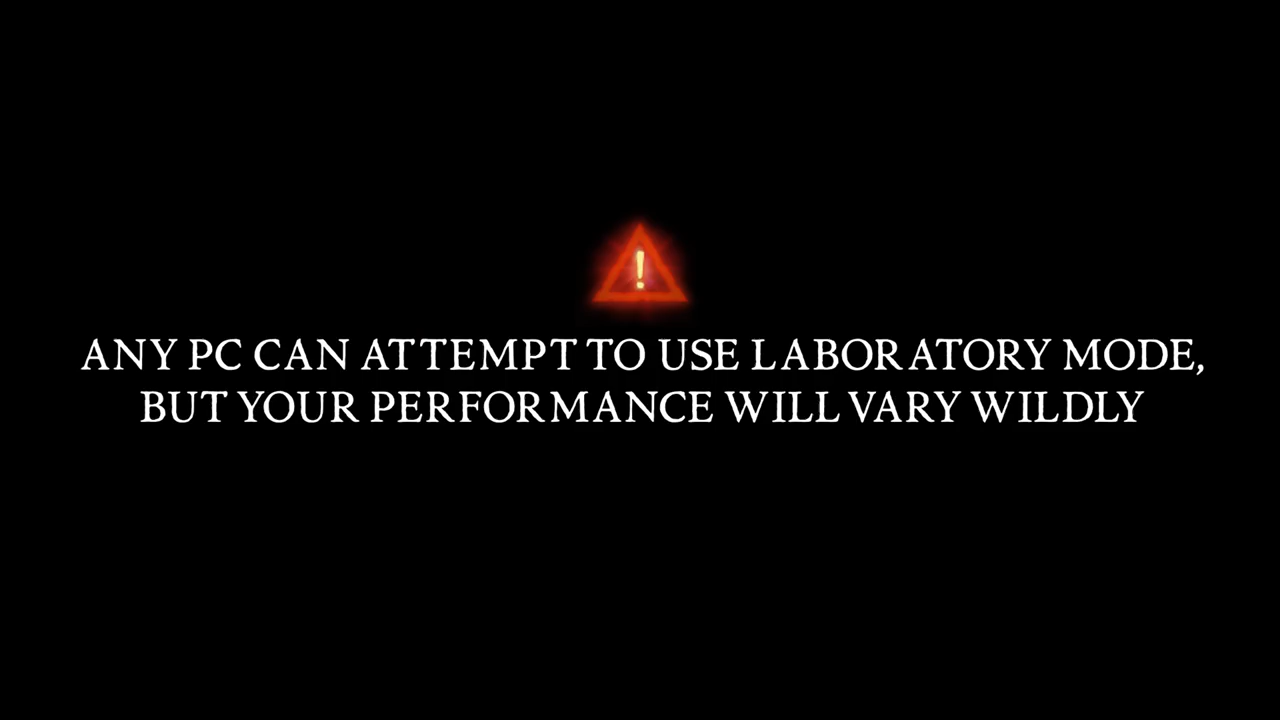 ANY PC CAN ATTEMPT TO USE LABORATORY MODE,
BUT YOUR PERFORMANCE WILL VARY WILDLY